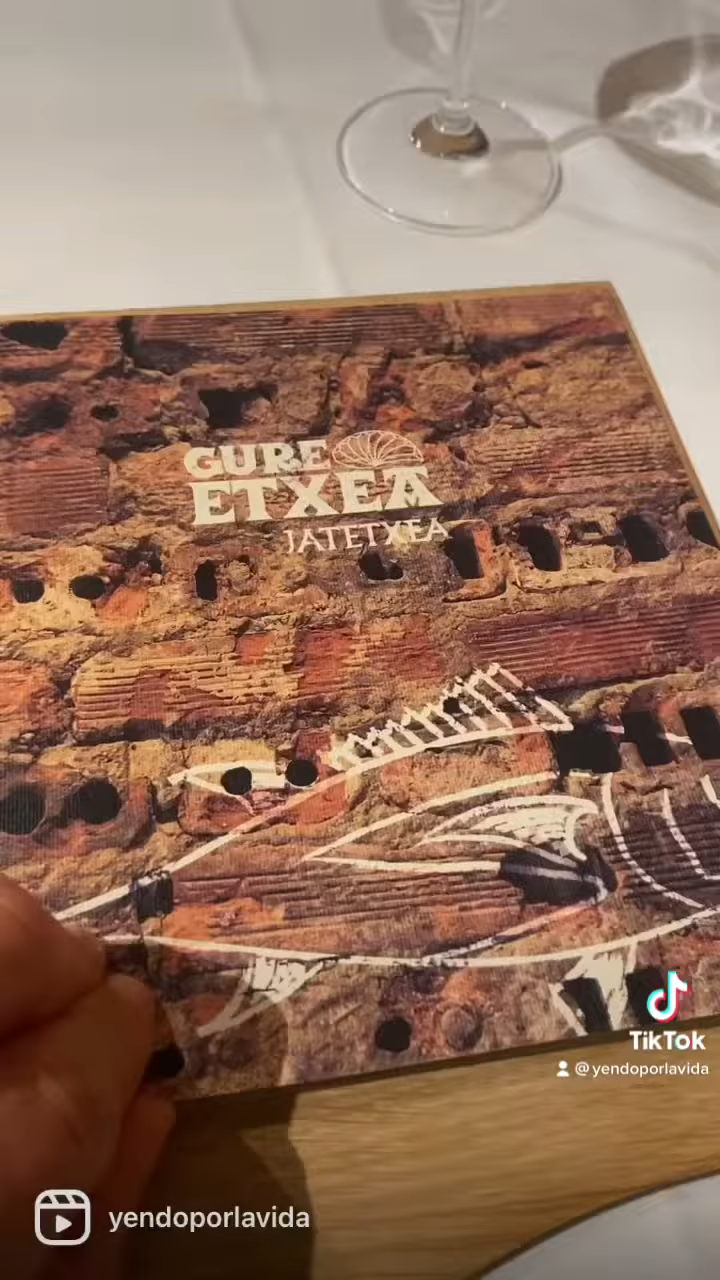 GURE
ETXEA
JATETXEA
TikTok
@yendoporlavida
yendoporlavida